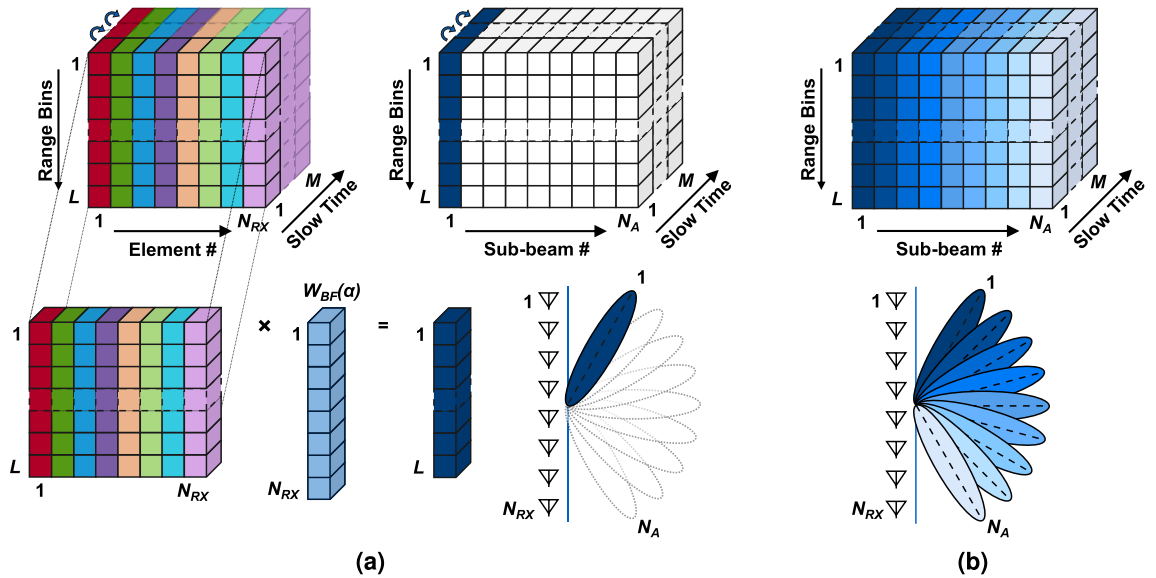 1
Range Bins
L
1
N_RX
Element #
1
M
Slow Time
1
Range Bins
L
1
N_A
Sub-beam #
1
M
Slow Time
1
Range Bins
L
1
N_A
Sub-beam #
1
M
Slow Time
1
L
1
N_RX
×
W_BF(α)
1
N_RX
=
1
L
1
1
N_RX
N_A
1
1
N_RX
N_A
(a)
(b)